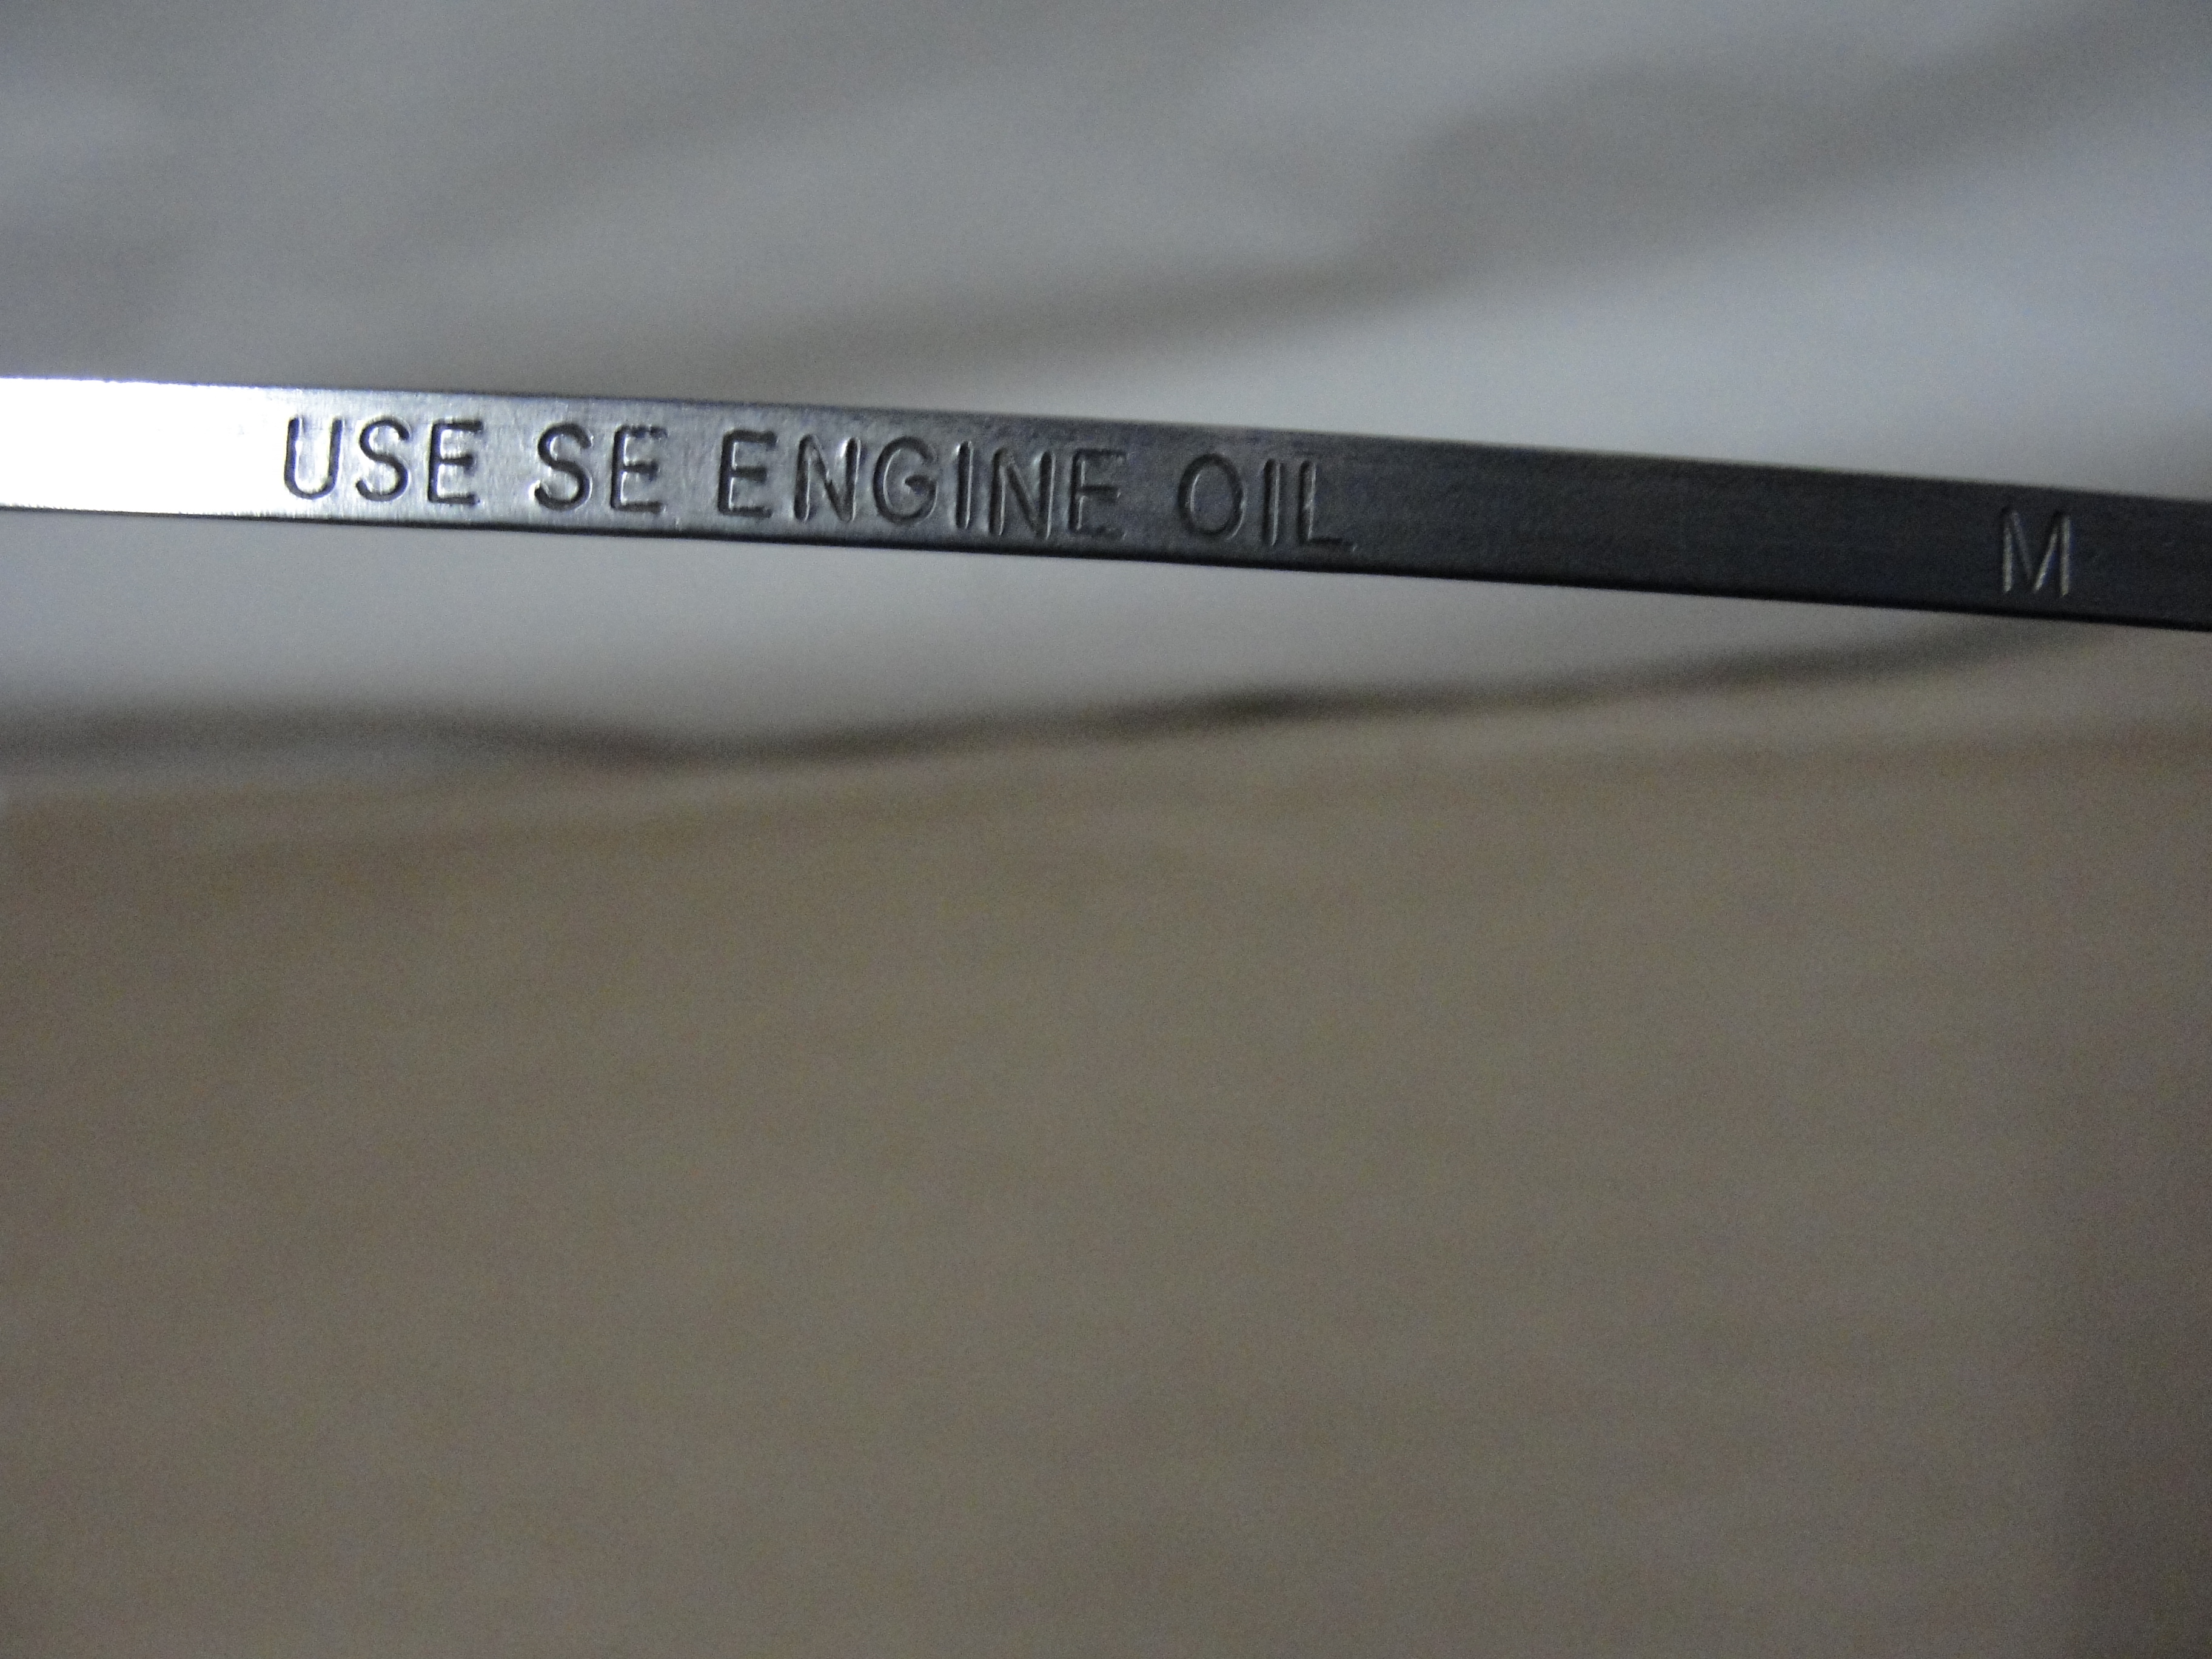 USE SE ENGINE OIL M